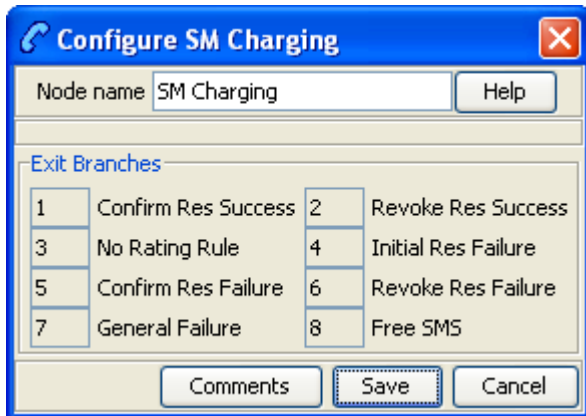 Configure SM Charging
Node name SM Charging Help
Exit Branches
1 Confirm Res Success 2 Revoke Res Success
3 No Rating Rule 4 Initial Res Failure
5 Confirm Res Failure 6 Revoke Res Failure
7 General Failure 8 Free SMS
Comments Save Cancel